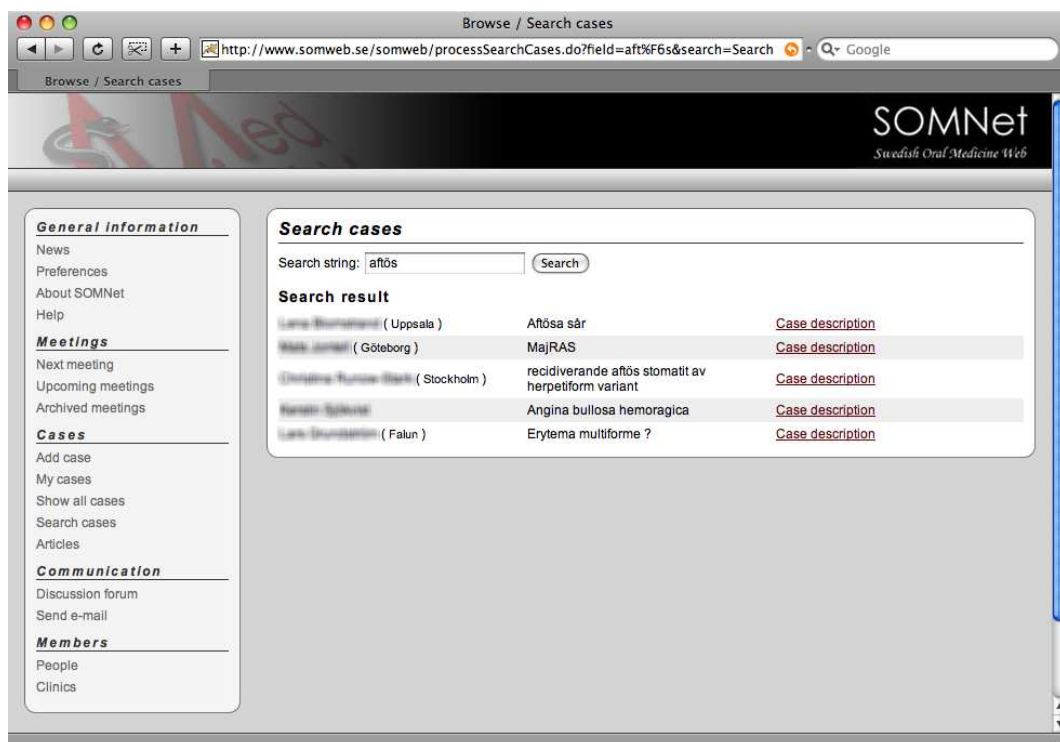 Browse / Search cases
http://www.somweb.se/somweb/processSearchCases.do?field=aft%F6s&search=Search
Google
Browse / Search cases
Med
SOMNet
Swedish Oral Medicine Web
General information
News
Preferences
About SOMNet
Help
Meetings
Next meeting
Upcoming meetings
Archived meetings
Cases
Add case
My cases
Show all cases
Search cases
Articles
Communication
Discussion forum
Send e-mail
Members
People
Clinics
Search cases
Search string: aftös Search
Search result
( Uppsala ) Aftösa sår Case description
( Göteborg ) MajRAS Case description
( Stockholm ) recidiverande aftös stomatit av herpetiform variant Case description
Angina bullosa hemoragica Case description
( Falun ) Erytema multiforme ? Case description